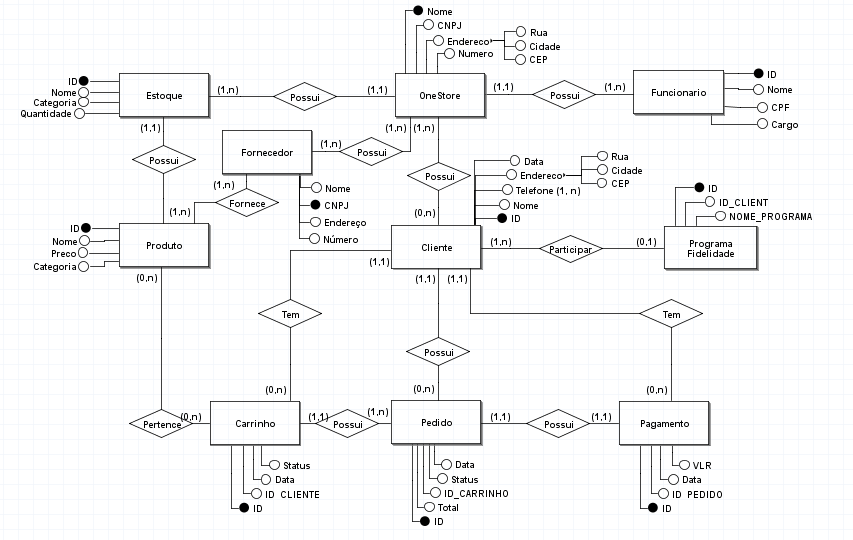 Nome
CNPJ
Endereco
Numero
Rua
Cidade
CEP
ID
Nome
Categoria
Quantidade
Estoque
(1,n)
Possui
(1,1)
OneStore
(1,1)
Possui
(1,n)
Funcionario
ID
Nome
CPF
Cargo
(1,1)
Possui
(1,n)
Fornecedor
(1,n)
Possui
(1,n)
(1,n)
Possui
(0,n)
(1,n)
Fornece
Nome
CNPJ
Endereço
Número
Data
Endereco
Telefone (1, n)
Nome
ID
Rua
Cidade
CEP
ID
ID_CLIENT
NOME_PROGRAMA
ID
Nome
Preco
Categoria
Produto
(0,n)
Cliente
(1,1)
(1,n)
Participar
(0,1)
Programa
Fidelidade
(1,1)
(1,1)
Tem
Possui
Tem
(0,n)
(0,n)
(0,n)
Pertence
(0,n)
Carrinho
(1,1)
Possui
(1,n)
Pedido
(1,1)
Possui
(1,1)
Pagamento
Status
Data
ID_CLIENTE
ID
Data
Status
ID_CARRINHO
Total
ID
VLR
Data
ID_PEDIDO
ID